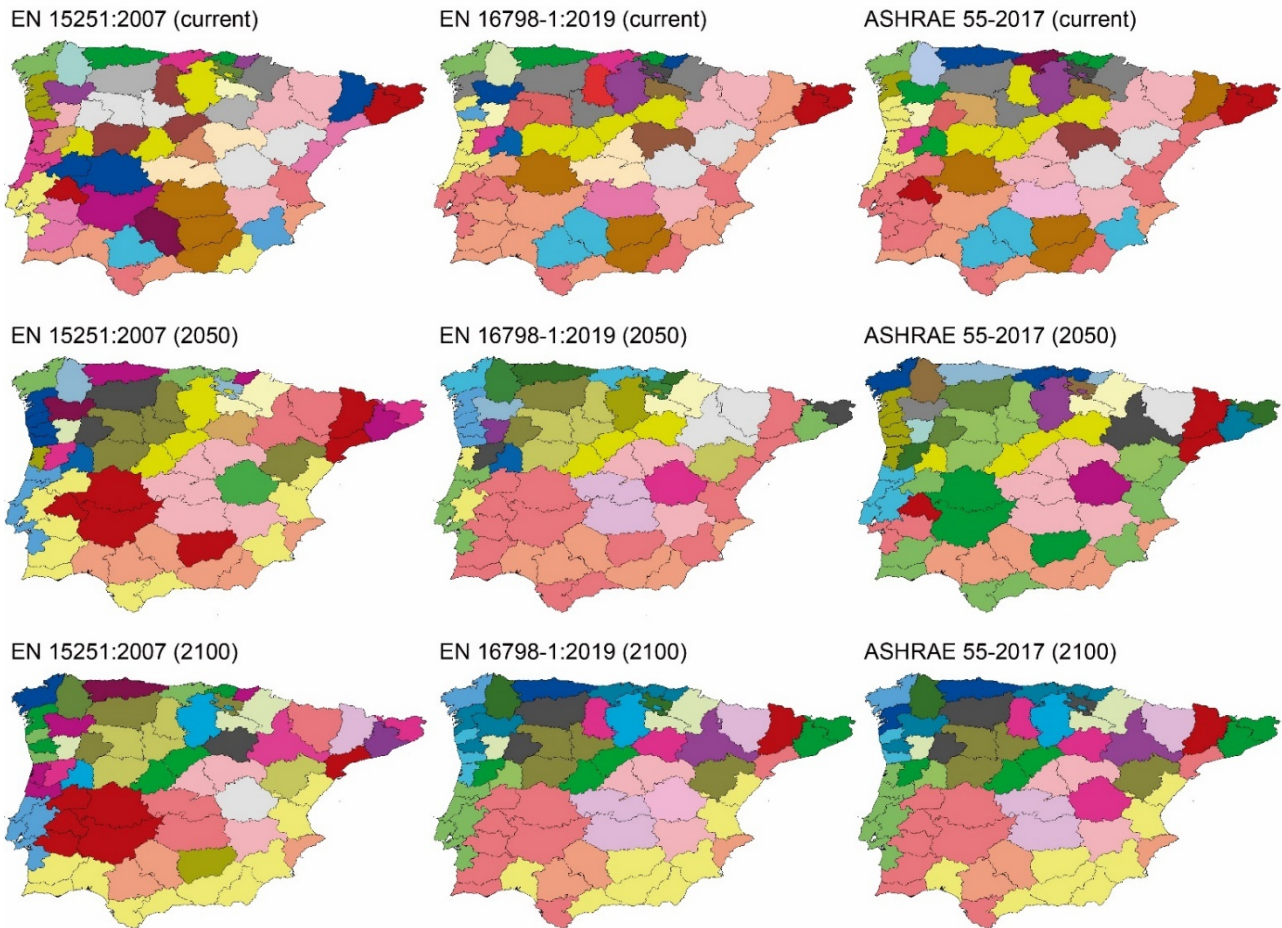 EN 15251:2007 (current)
EN 16798-1:2019 (current)
ASHRAE 55-2017 (current)
EN 15251:2007 (2050)
EN 16798-1:2019 (2050)
ASHRAE 55-2017 (2050)
EN 15251:2007 (2100)
EN 16798-1:2019 (2100)
ASHRAE 55-2017 (2100)